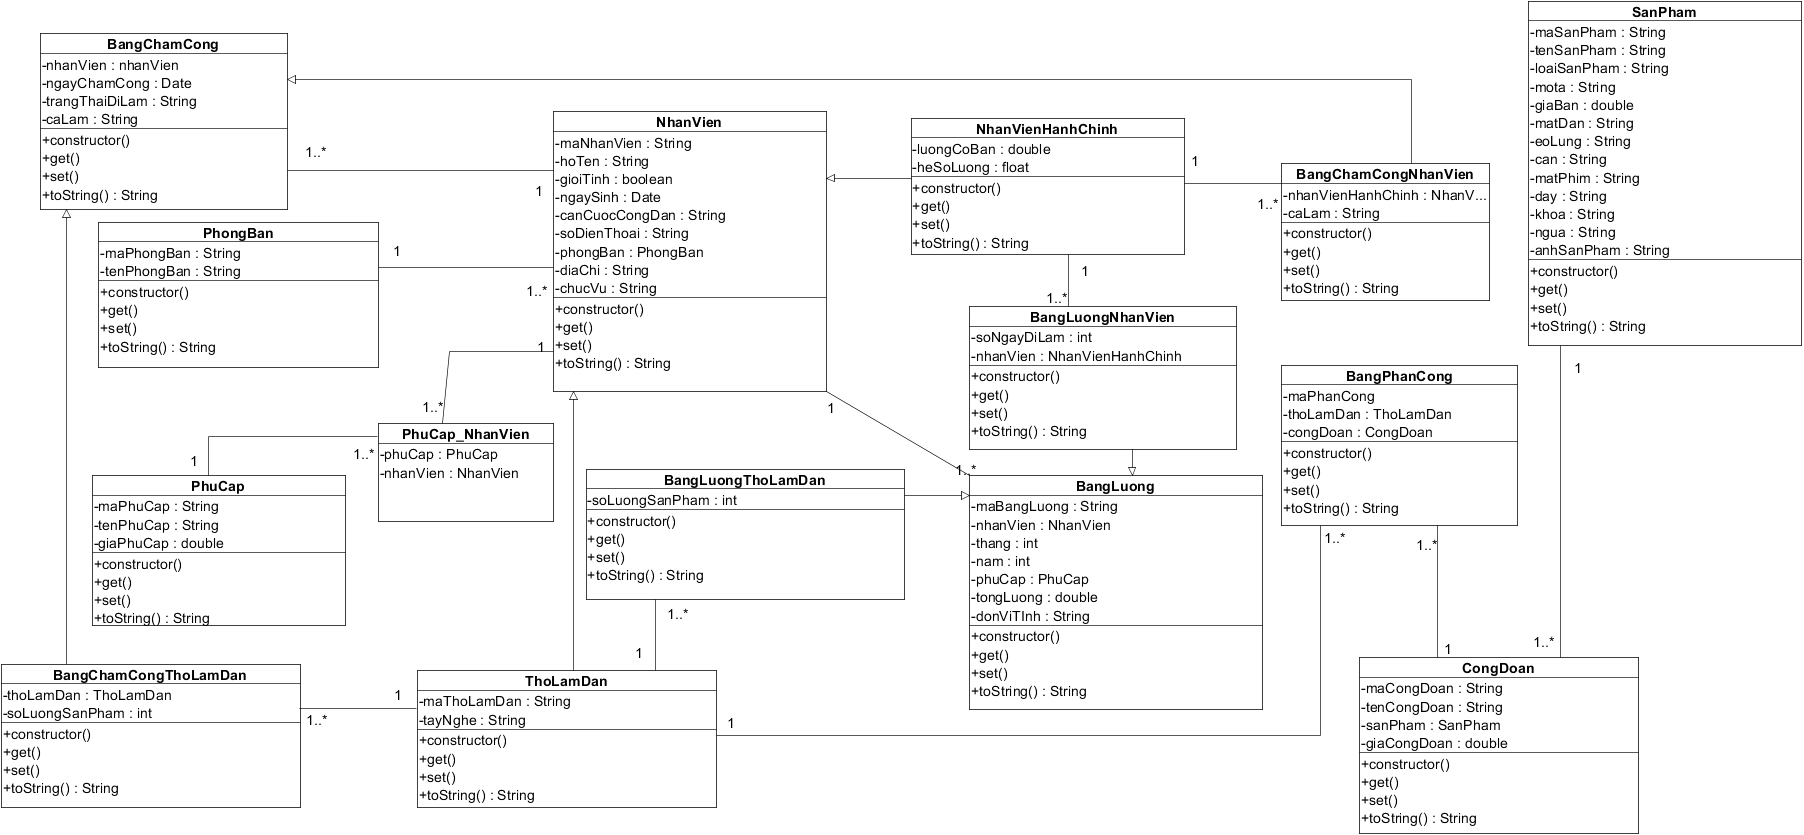 BangChamCong
-nhanVien : nhanVien
-ngayChamCong : Date
-trangThaiDiLam : String
-caLam : String
+constructor()
+get()
+set()
+toString() : String
1..*
1
NhanVien
-maNhanVien : String
-hoTen : String
-gioiTinh : boolean
-ngaySinh : Date
-canCuocCongDan : String
-soDienThoai : String
-phongBan : PhongBan
-diaChi : String
-chucVu : String
+constructor()
+get()
+set()
+toString() : String
NhanVienHanhChinh
-luongCoBan : double
-heSoLuong : float
+constructor()
+get()
+set()
+toString() : String
1
1..*
BangChamCongNhanVien
-nhanVienHanhChinh : NhanV...
-caLam : String
+constructor()
+get()
+set()
+toString() : String
SanPham
-maSanPham : String
-tenSanPham : String
-loaiSanPham : String
-mota : String
-giaBan : double
-matDan : String
-eoLung : String
-can : String
-matPhim : String
-day : String
-khoa : String
-ngua : String
-anhSanPham : String
+constructor()
+get()
+set()
+toString() : String
PhongBan
-maPhongBan : String
-tenPhongBan : String
+constructor()
+get()
+set()
+toString() : String
1
1..*
1
1..*
BangLuongNhanVien
-soNgayDiLam : int
-nhanVien : NhanVienHanhChinh
+constructor()
+get()
+set()
+toString() : String
1
1..*
1
1..*
BangPhanCong
-maPhanCong
-thoLamDan : ThoLamDan
-congDoan : CongDoan
+constructor()
+get()
+set()
+toString() : String
1
PhuCap_NhanVien
-phuCap : PhuCap
-nhanVien : NhanVien
1
1..*
PhuCap
-maPhuCap : String
-tenPhuCap : String
-giaPhuCap : double
+constructor()
+get()
+set()
+toString() : String
BangLuongThoLamDan
-soLuongSanPham : int
+constructor()
+get()
+set()
+toString() : String
BangLuong
-maBangLuong : String
-nhanVien : NhanVien
-thang : int
-nam : int
-phuCap : PhuCap
-tongLuong : double
-donViTInh : String
+constructor()
+get()
+set()
+toString() : String
1..*
1..*
1..*
1
1
1..*
BangChamCongThoLamDan
-thoLamDan : ThoLamDan
-soLuongSanPham : int
+constructor()
+get()
+set()
+toString() : String
1
1..*
ThoLamDan
-maThoLamDan : String
-tayNghe : String
+constructor()
+get()
+set()
+toString() : String
1
CongDoan
-maCongDoan : String
-tenCongDoan : String
-sanPham : SanPham
-giaCongDoan : double
+constructor()
+get()
+set()
+toString() : String